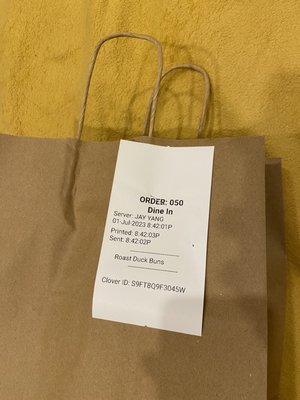 ORDER: 050
Dine In
Server: JAY YANG
01-Jul-2023 8:42:01P
Printed: 8:42:03P
Sent: 8:42:02P
Roast Duck Buns
Clover ID: S9FT8Q9F3045W